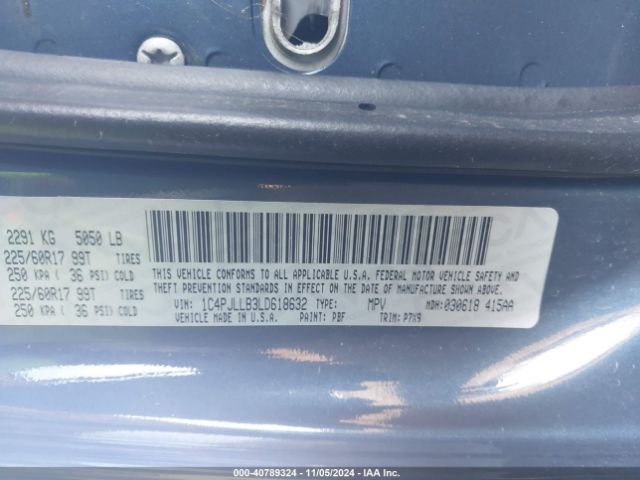 2291 KG 5050 LB
225/60R17 99T TIRES
250 KPA ( 36 PSI) COLD
225/60R17 99T TIRES
250 KPA ( 36 PSI) COLD
THIS VEHICLE CONFORMS TO ALL APPLICABLE U.S.A. FEDERAL MOTOR VEHICLE SAFETY AND
THEFT PREVENTION STANDARDS IN EFFECT ON THE DATE OF MANUFACTURE SHOWN ABOVE.
VIN: 1C4PJLLB3LD618632 TYPE: MPV MDH: 030618 415AA
VEHICLE MADE IN U.S.A. PAINT: PBF TRIM: P7X9
000-40789324 - 11/05/2024 - IAA Inc.